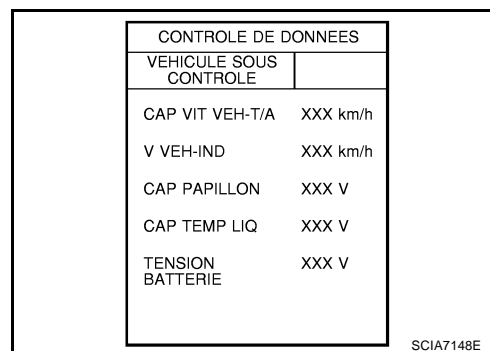 CONTROLE DE DONNEES
VEHICULE SOUS
CONTROLE
CAP VIT VEH-T/A XXX km/h
V VEH-IND XXX km/h
CAP PAPILLON XXX V
CAP TEMP LIQ XXX V
TENSION XXX V
BATTERIE
SCIA7148E